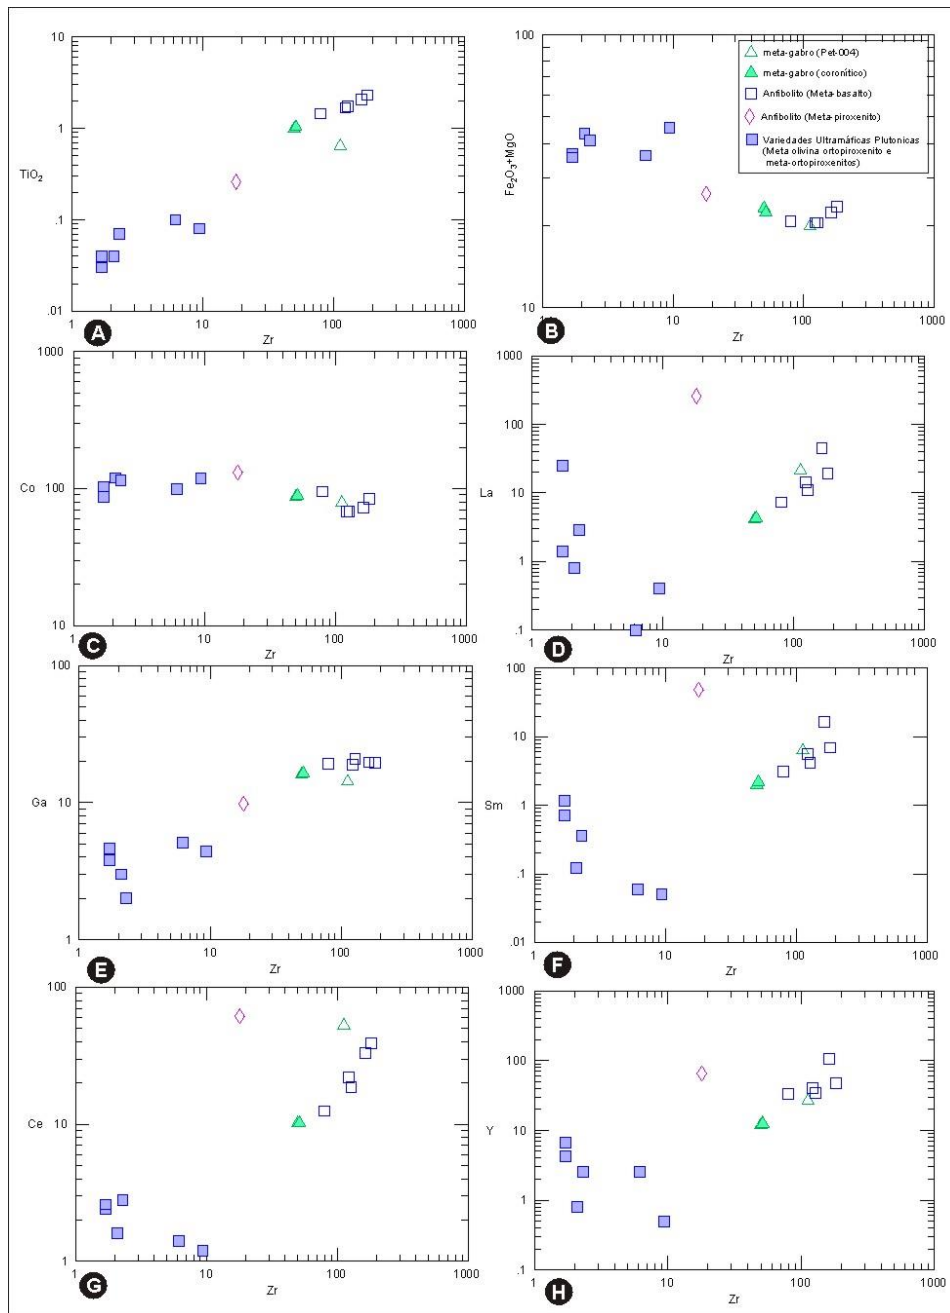 10
1
.1
.01
TiO2
1
10
100
1000
Zr
A
100
10
Fe2O3+MgO
1
10
100
1000
Zr
B
meta-gabro (Pet-004)
meta-gabro (coronítico)
Anfibolito (Meta-basalto)
Anfibolito (Meta-piroxenito)
Variedades Ultramáficas Plutonicas
(Meta olivina ortopiroxenito e
meta-ortopiroxenitos)
1000
100
10
Co
1
10
100
1000
Zr
C
1000
100
10
1
.1
La
1
10
100
1000
Zr
D
100
10
1
Ga
1
10
100
1000
Zr
E
100
10
1
.1
.01
Sm
1
10
100
1000
Zr
F
100
10
1
Ce
1
10
100
1000
Zr
G
1000
100
10
1
.1
Y
1
10
100
1000
Zr
H